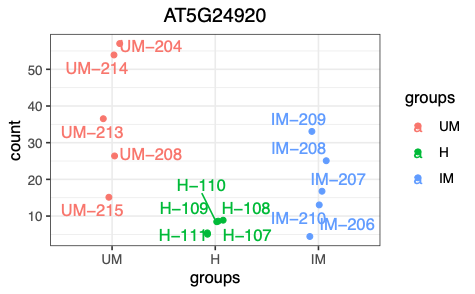 AT5G24920
count
50
40
30
20
10
UM−204
UM−214
UM−213
UM−208
UM−215
H−110
H−109
H−108
H−111
H−107
IM−209
IM−208
IM−207
IM−210
IM−206
UM
H
IM
groups
groups
a UM
a H
a IM